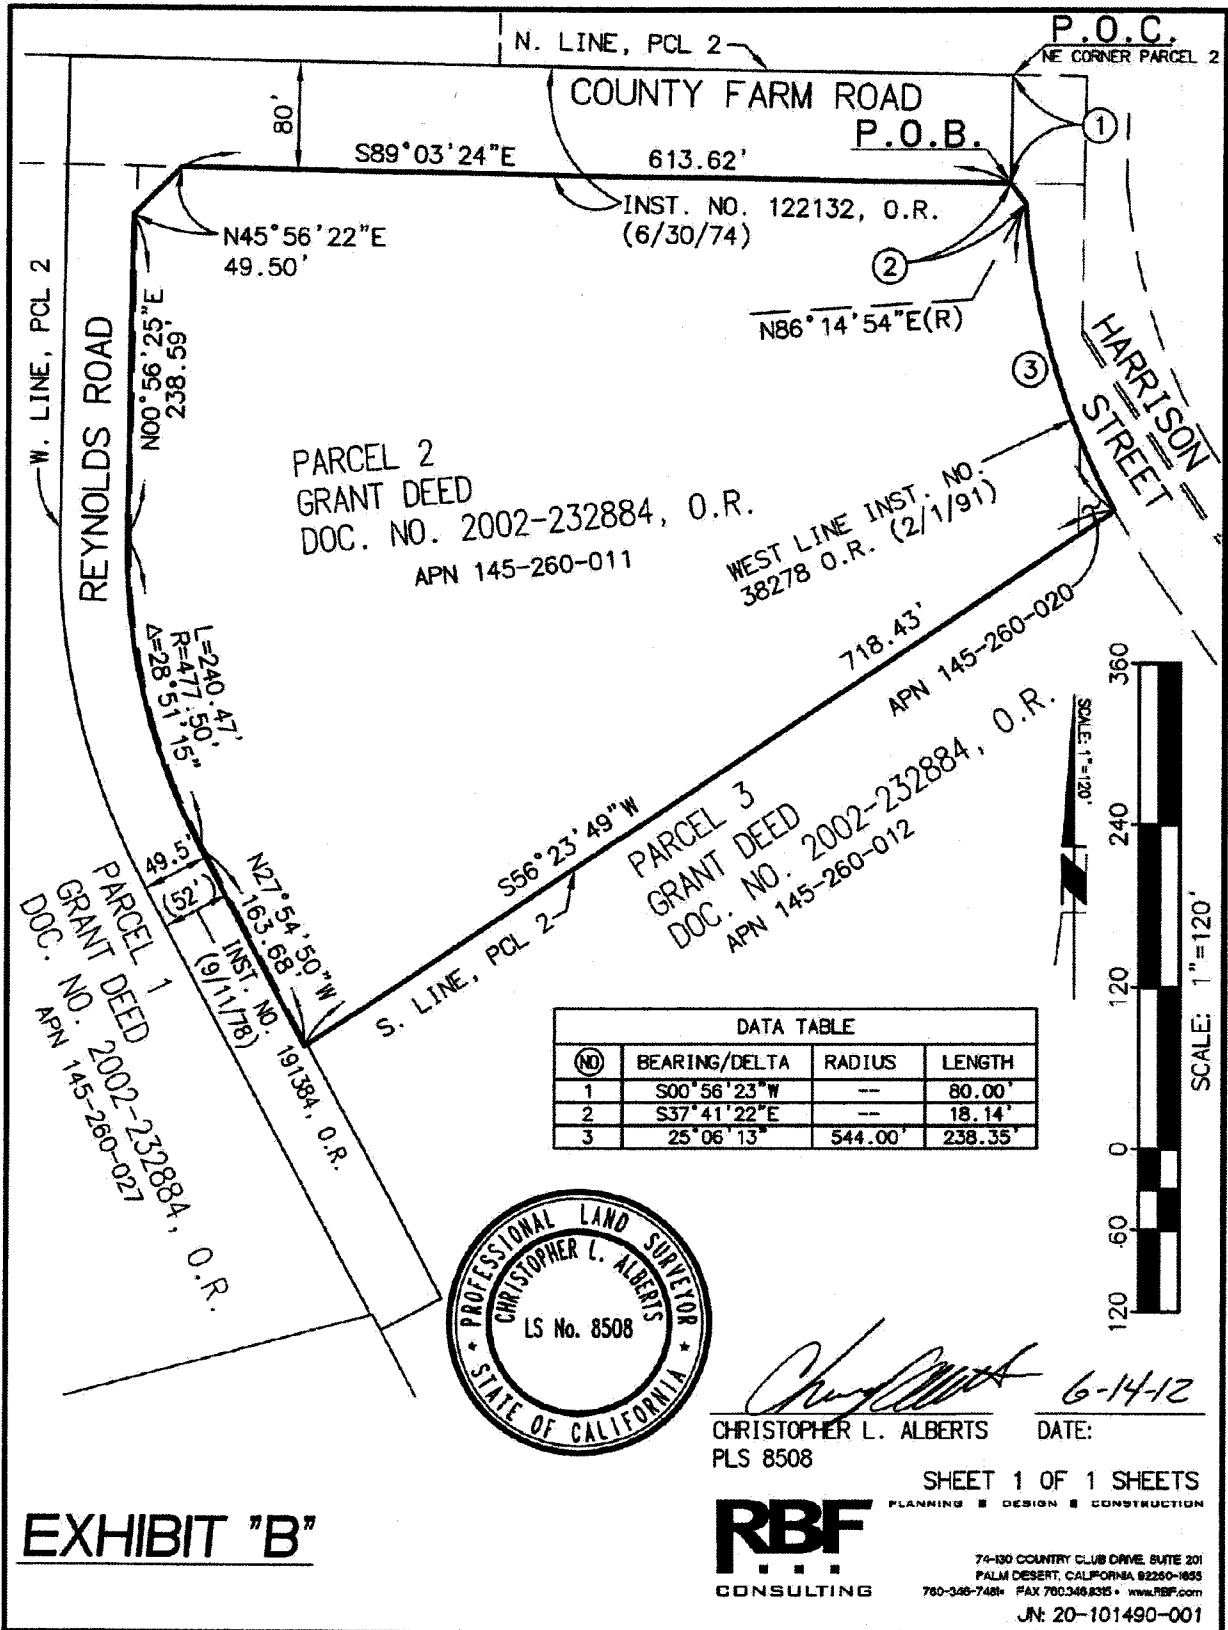 N. LINE, PCL 2
P.O.C.
NE CORNER PARCEL 2
COUNTY FARM ROAD
80'
P.O.B.
1
S89°03'24"E 613.62'
INST. NO. 122132, O.R.
(6/30/74)
N45°56'22"E
49.50'
2
N86°14'54"E(R)
W. LINE, PCL 2
REYNOLDS ROAD
N00°56'25"E
238.59'
3
HARRISON
STREET
PARCEL 2
GRANT DEED
DOC. NO. 2002-232884, O.R.
APN 145-260-011
WEST LINE INST. NO.
38278 O.R. (2/1/91)
718.43'
APN 145-260-020
L=240.47'
R=477.50'
Δ=28°51'15"
S56°23'49"W
S. LINE, PCL 2
PARCEL 3
GRANT DEED
DOC. NO. 2002-232884, O.R.
APN 145-260-012
49.5'
(52')
N27°54'50"W
163.68'
INST. NO. 191384, O.R.
(9/11/78)
PARCEL 1
GRANT DEED
DOC. NO. 2002-232884, O.R.
APN 145-260-027
SCALE: 1"=120'
360
240
120
0
60
120
SCALE: 1"=120'
DATA TABLE
NO BEARING/DELTA RADIUS LENGTH
1 S00°56'23"W -- 80.00'
2 S37°41'22"E -- 18.14'
3 25°06'13" 544.00' 238.35'
PROFESSIONAL LAND SURVEYOR
CHRISTOPHER L. ALBERTS
LS No. 8508
STATE OF CALIFORNIA
6-14-12
CHRISTOPHER L. ALBERTS DATE:
PLS 8508
SHEET 1 OF 1 SHEETS
PLANNING DESIGN CONSTRUCTION
RBF
CONSULTING
74-130 COUNTRY CLUB DRIVE, SUITE 201
PALM DESERT, CALIFORNIA 92260-1655
760-346-7481 • FAX 760.346.8315 • www.RBF.com
JN: 20-101490-001
EXHIBIT "B"